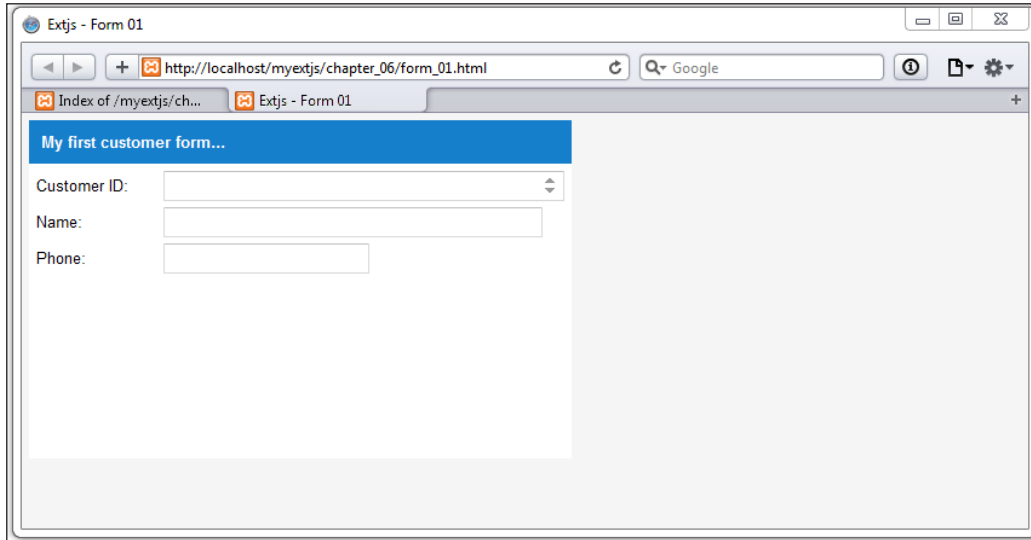 Extjs - Form 01
http://localhost/myextjs/chapter_06/form_01.html
Google
Index of /myextjs/ch...
Extjs - Form 01
My first customer form...
Customer ID:
Name:
Phone: